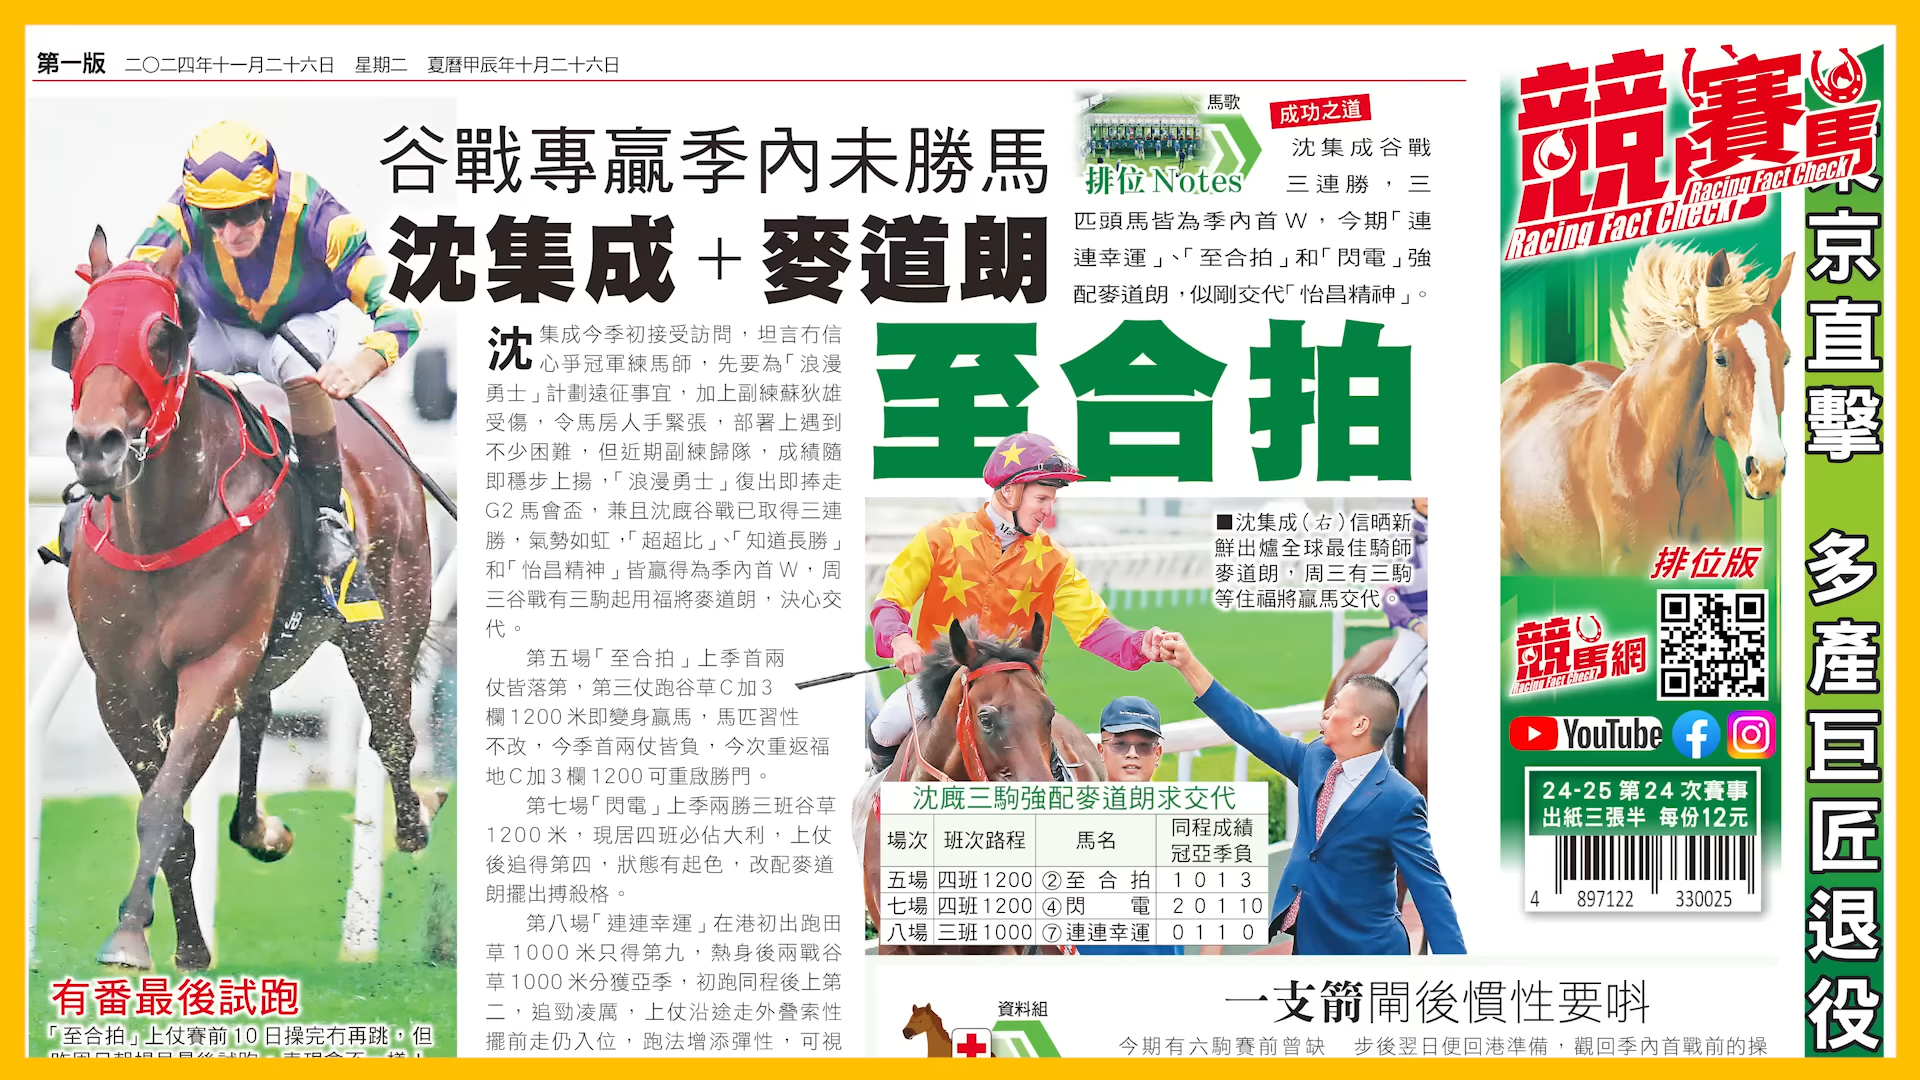 第一版 二〇二四年十一月二十六日 星期二 夏曆甲辰年十月二十六日
谷戰專贏季內未勝馬
沈集成+麥道朗
至合拍
馬歌
排位Notes
成功之道
沈集成谷戰
三連勝，三
匹頭馬皆為季內首W，今期「連
連幸運」、「至合拍」和「閃電」強
配麥道朗，似剛交代「怡昌精神」。
沈集成今季初接受訪問，坦言冇信
心爭冠軍練馬師，先要為「浪漫
勇士」計劃遠征事宜，加上副練蘇狄雄
受傷，令馬房人手緊張，部署上遇到
不少困難，但近期副練歸隊，成績隨
即穩步上揚，「浪漫勇士」復出即捧走
G2馬會盃，兼且沈廐谷戰已取得三連
勝，氣勢如虹，「超超比」、「知道長勝」
和「怡昌精神」皆贏得為季內首W，周
三谷戰有三駒起用福將麥道朗，決心交
代。
第五場「至合拍」上季首兩
仗皆落第，第三仗跑谷草C加3
欄1200米即變身贏馬，馬匹習性
不改，今季首兩仗皆負，今次重返福
地C加3欄1200可重啟勝門。
第七場「閃電」上季兩勝三班谷草
1200米，現居四班必佔大利，上仗
後追得第四，狀態有起色，改配麥道
朗擺出搏殺格。
第八場「連連幸運」在港初出跑田
草1000米只得第九，熱身後兩戰谷
草1000米分獲亞季，初跑同程後上第
二，追勁凌厲，上仗沿途走外疊索性
擺前走仍入位，跑法增添彈性，可視
■沈集成（右）信晒新
鮮出爐全球最佳騎師
麥道朗，周三有三駒
等住福將贏馬交代。
沈廐三駒強配麥道朗求交代
場次 班次路程 馬名 同程成績
冠亞季負
五場 四班1200 ②至合拍 1 0 1 3
七場 四班1200 ④閃電 2 0 1 10
八場 三班1000 ⑦連連幸運 0 1 1 0
有番最後試跑
「至合拍」上仗賽前10日操完冇再跳，但
資料組
一支箭閘後慣性要㪐
今期有六駒賽前曾缺
步後翌日便回港準備，觀回季內首戰前的操
競賽馬
Racing Fact Check
Racing Fact Check
排位版
競馬網
Racing Fact Check
YouTube
24-25 第24次賽事
出紙三張半 每份12元
4 897122 330025
京直擊 多產巨匠退役